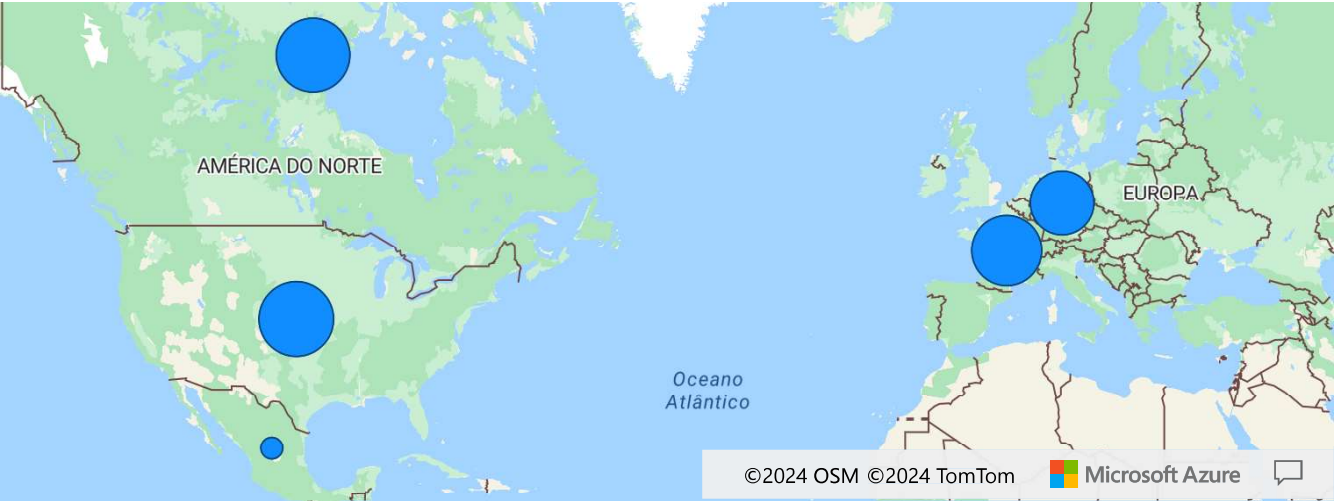 AMÉRICA DO NORTE
EUROPA
Oceano
Atlântico
©2024 OSM ©2024 TomTom Microsoft Azure